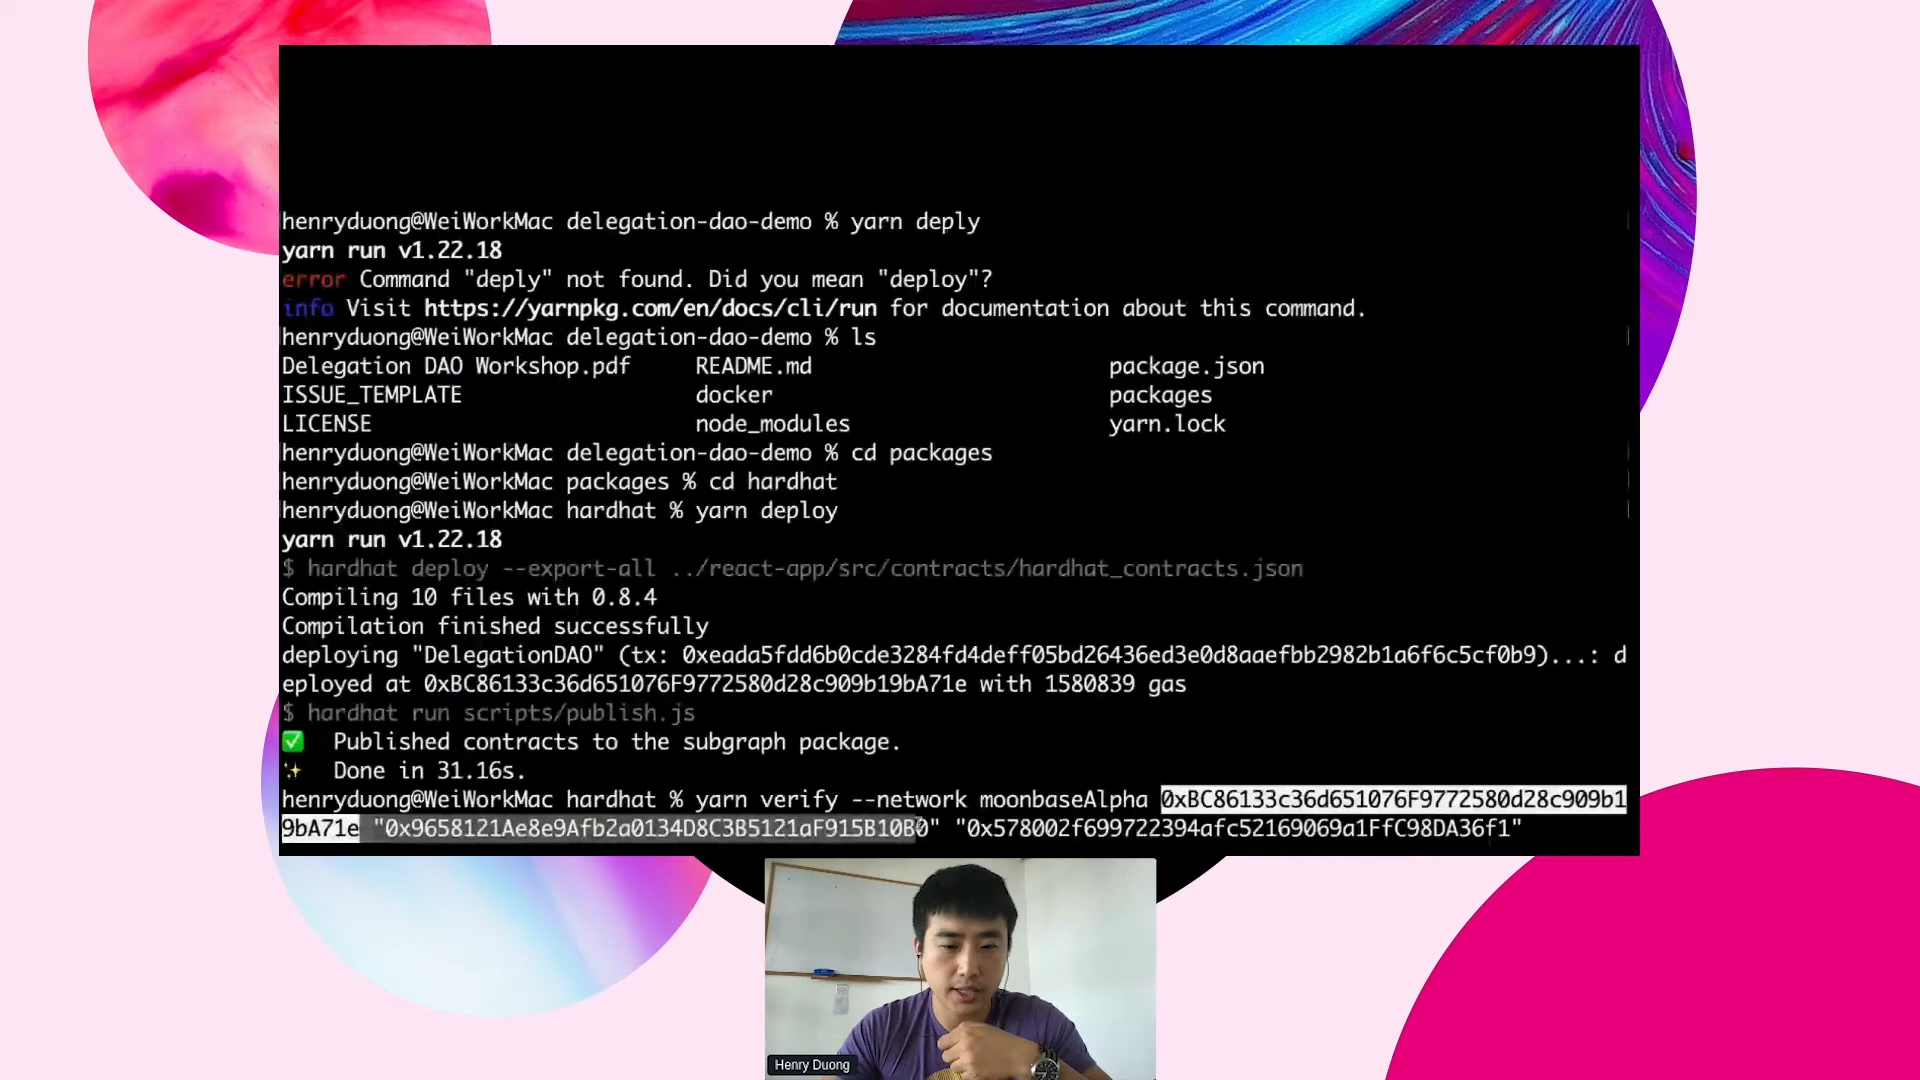 henryduong@WeiWorkMac delegation-dao-demo % yarn deply
yarn run v1.22.18
error Command "deply" not found. Did you mean "deploy"?
info Visit https://yarnpkg.com/en/docs/cli/run for documentation about this command.
henryduong@WeiWorkMac delegation-dao-demo % ls
Delegation DAO Workshop.pdf README.md package.json
ISSUE_TEMPLATE docker packages
LICENSE node_modules yarn.lock
henryduong@WeiWorkMac delegation-dao-demo % cd packages
henryduong@WeiWorkMac packages % cd hardhat
henryduong@WeiWorkMac hardhat % yarn deploy
yarn run v1.22.18
$ hardhat deploy --export-all ../react-app/src/contracts/hardhat_contracts.json
Compiling 10 files with 0.8.4
Compilation finished successfully
deploying "DelegationDAO" (tx: 0xeada5fdd6b0cde3284fd4deff05bd26436ed3e0d8aaefbb2982b1a6f6c5cf0b9)...: d
eployed at 0xBC86133c36d651076F9772580d28c909b19bA71e with 1580839 gas
$ hardhat run scripts/publish.js
✅ Published contracts to the subgraph package.
✨ Done in 31.16s.
henryduong@WeiWorkMac hardhat % yarn verify --network moonbaseAlpha 0xBC86133c36d651076F9772580d28c909b1
9bA71e "0x9658121Ae8e9Afb2a0134D8C3B5121aF915B10B0" "0x578002f699722394afc52169069a1FfC98DA36f1"
Henry Duong